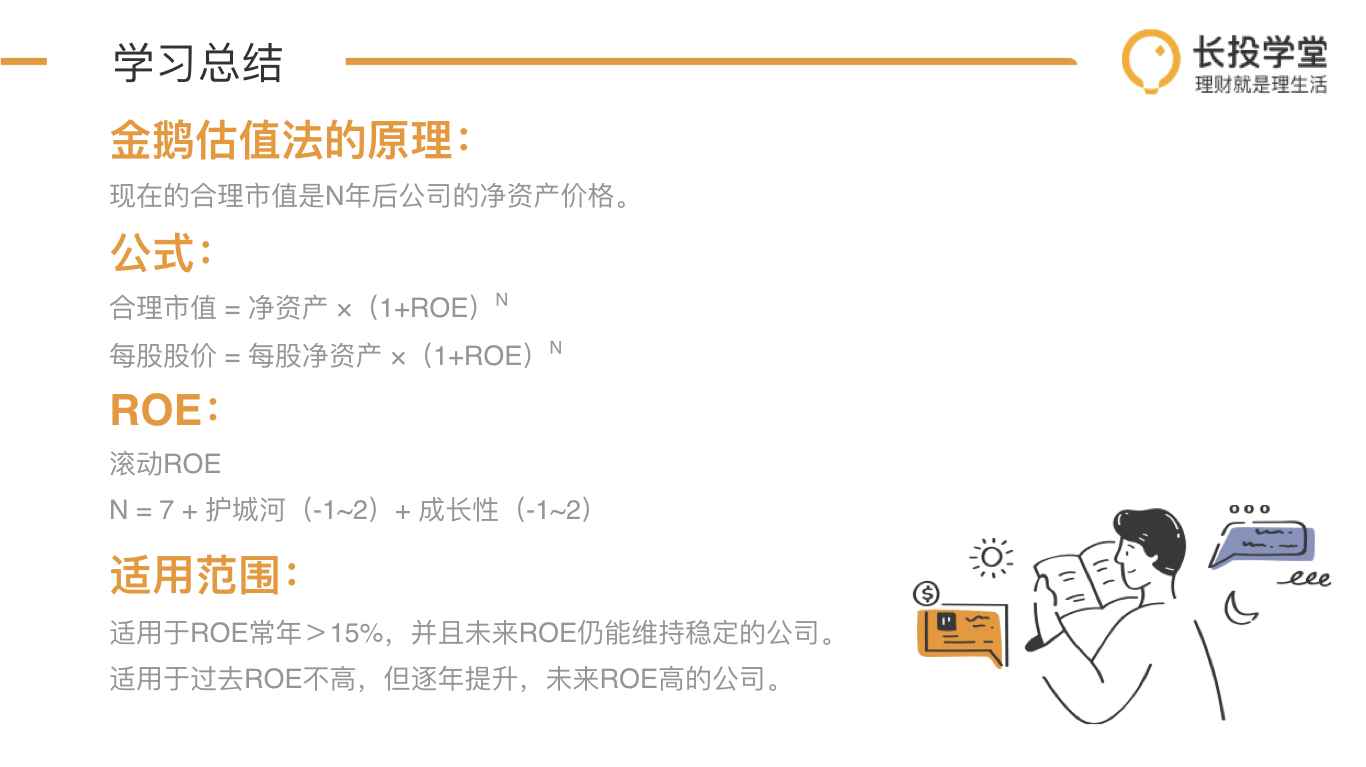 学习总结
长投学堂
理财就是理生活
金鹅估值法的原理：
现在的合理市值是N年后公司的净资产价格。
公式：
合理市值 = 净资产 ×（1+ROE）ᴺ
每股股价 = 每股净资产 ×（1+ROE）ᴺ
ROE：
滚动ROE
N = 7 + 护城河（-1~2）+ 成长性（-1~2）
适用范围：
适用于ROE常年＞15%，并且未来ROE仍能维持稳定的公司。
适用于过去ROE不高，但逐年提升，未来ROE高的公司。
$